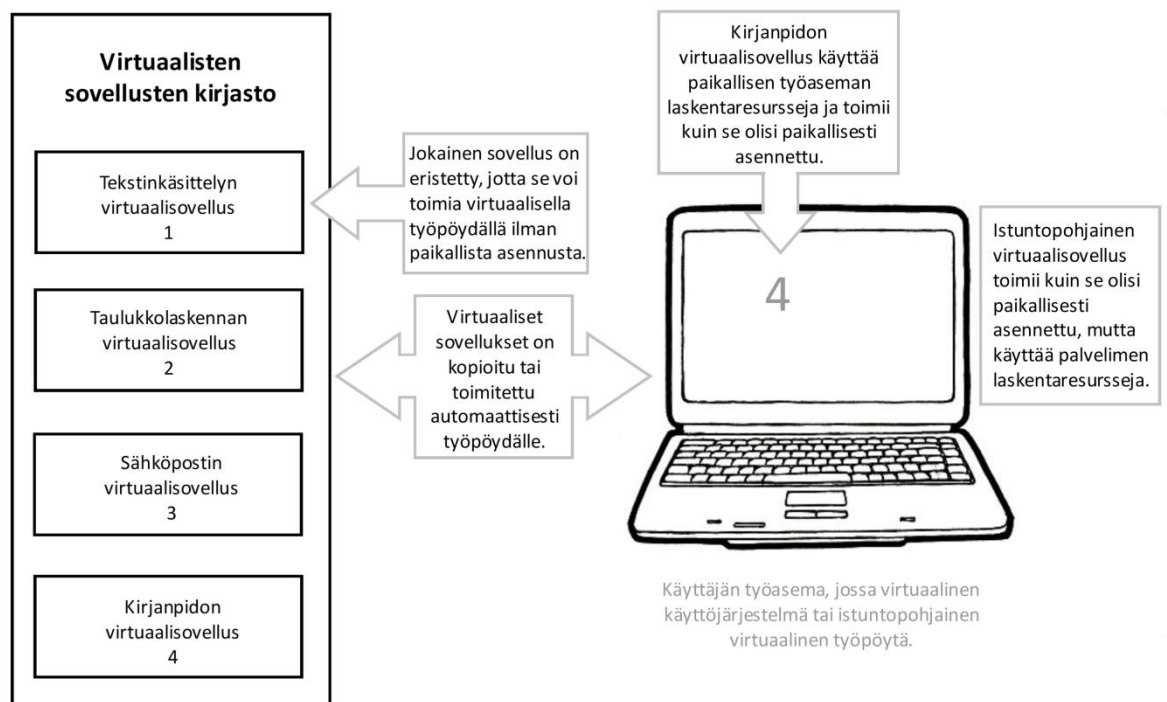 Virtuaalisten
sovellusten kirjasto
Tekstinkäsittelyn
virtuaalisovellus
1
Taulukkolaskennan
virtuaalisovellus
2
Sähköpostin
virtuaalisovellus
3
Kirjanpidon
virtuaalisovellus
4
Jokainen sovellus on
eristetty, jotta se voi
toimia virtuaalisella
työpöydällä ilman
paikallista asennusta.
Virtuaaliset
sovellukset on
kopioitu tai
toimitettu
automaattisesti
työpöydälle.
Kirjanpidon
virtuaalisovellus käyttää
paikallisen työaseman
laskentaresursseja ja toimii
kuin se olisi paikallisesti
asennettu.
4
Istuntopohjainen
virtuaalisovellus
toimii kuin se olisi
paikallisesti
asennettu, mutta
käyttää palvelimen
laskentaresursseja.
Käyttäjän työasema, jossa virtuaalinen
käyttöjärjestelmä tai istuntopohjainen
virtuaalinen työpöytä.